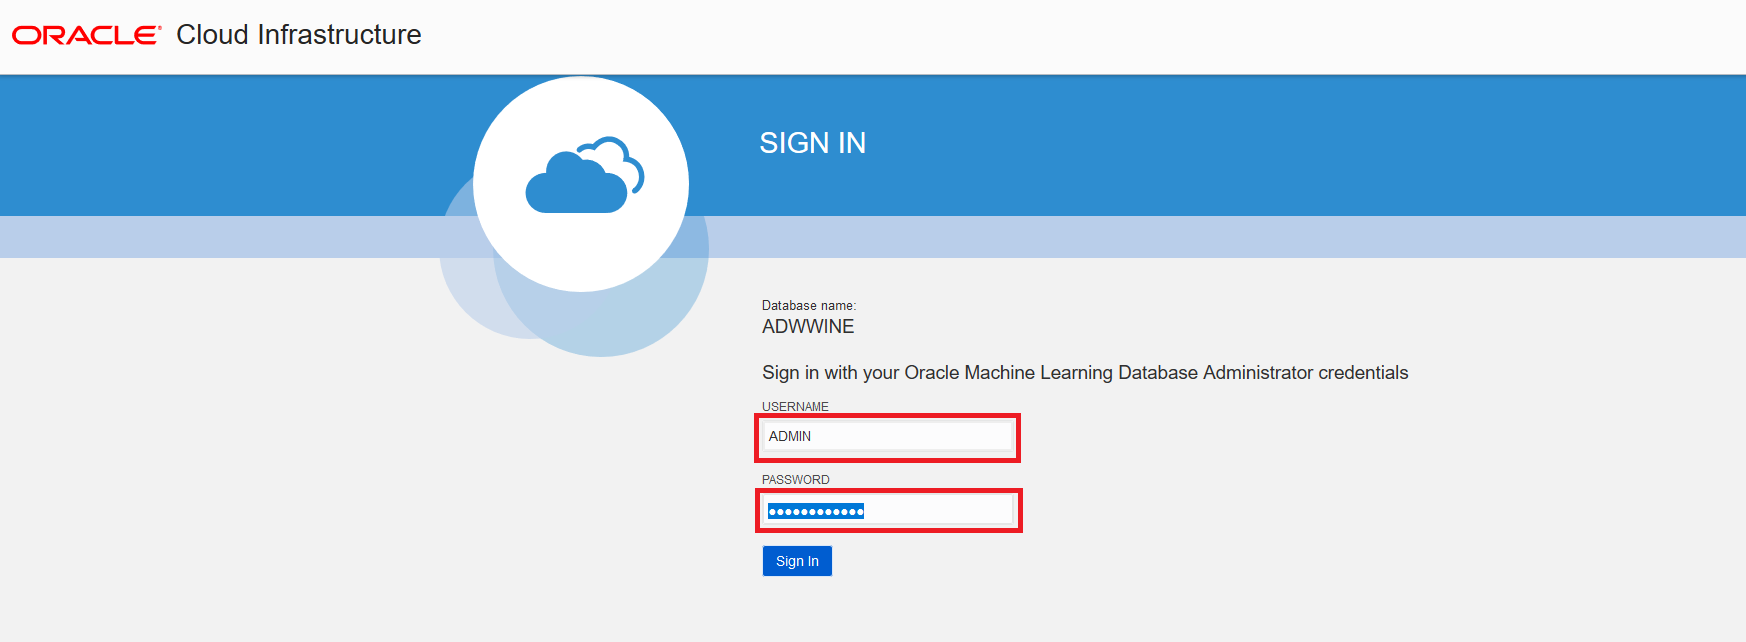 ORACLE® Cloud Infrastructure
SIGN IN
Database name:
ADWWINE
Sign in with your Oracle Machine Learning Database Administrator credentials
USERNAME
ADMIN
PASSWORD
●●●●●●●●●●●●
Sign In